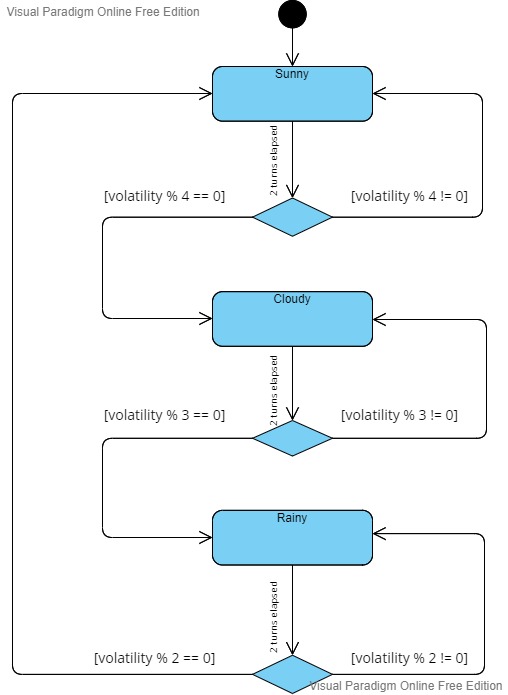 Visual Paradigm Online Free Edition
Sunny
2 turns elapsed
[volatility % 4 == 0]
[volatility % 4 != 0]
Cloudy
2 turns elapsed
[volatility % 3 == 0]
[volatility % 3 != 0]
Rainy
2 turns elapsed
[volatility % 2 == 0]
[volatility % 2 != 0]
Visual Paradigm Online Free Edition